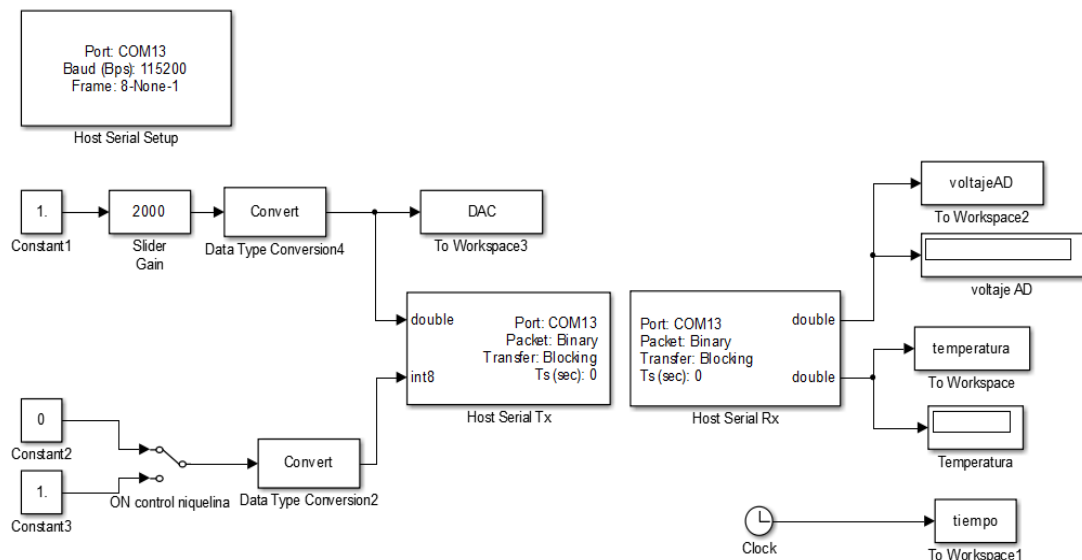 Port: COM13
Baud (Bps): 115200
Frame: 8-None-1
Host Serial Setup
1.
Constant1
2000
Slider
Gain
Convert
Data Type Conversion4
DAC
To Workspace3
double
int8
Port: COM13
Packet: Binary
Transfer: Blocking
Ts (sec): 0
Host Serial Tx
0
Constant2
1.
Constant3
ON control niquelina
Convert
Data Type Conversion2
Port: COM13
Packet: Binary
Transfer: Blocking
Ts (sec): 0
double
double
Host Serial Rx
voltajeAD
To Workspace2
voltaje AD
temperatura
To Workspace
Temperatura
Clock
tiempo
To Workspace1